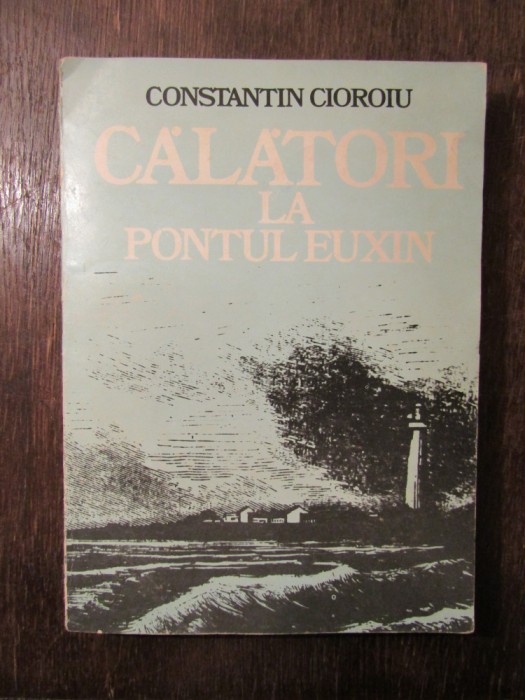 CONSTANTIN CIOROIU
CĂLĂTORI
LA
PONTUL EUXIN